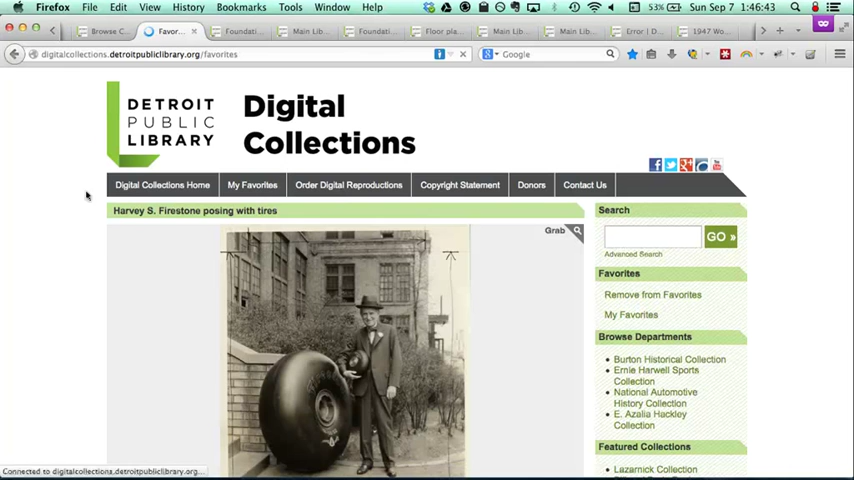 Firefox File Edit View History Bookmarks Tools Window Help 53% Sun Sep 7 1:46:43
Browse C... Favor... Foundati... Main Lib... Foundati... Floor pla... Main Lib... Main Lib... Error | D... 1947 Wo...
digitalcollections.detroitpubliclibrary.org/favorites
Google
DETROIT
PUBLIC
LIBRARY
Digital
Collections
Digital Collections Home My Favorites Order Digital Reproductions Copyright Statement Donors Contact Us
Harvey S. Firestone posing with tires
Grab
Search
GO »
Advanced Search
Favorites
Remove from Favorites
My Favorites
Browse Departments
Burton Historical Collection
Ernie Harwell Sports
Collection
National Automotive
History Collection
E. Azalia Hackley
Collection
Featured Collections
Lazarnick Collection
Connected to digitalcollections.detroitpubliclibrary.org...